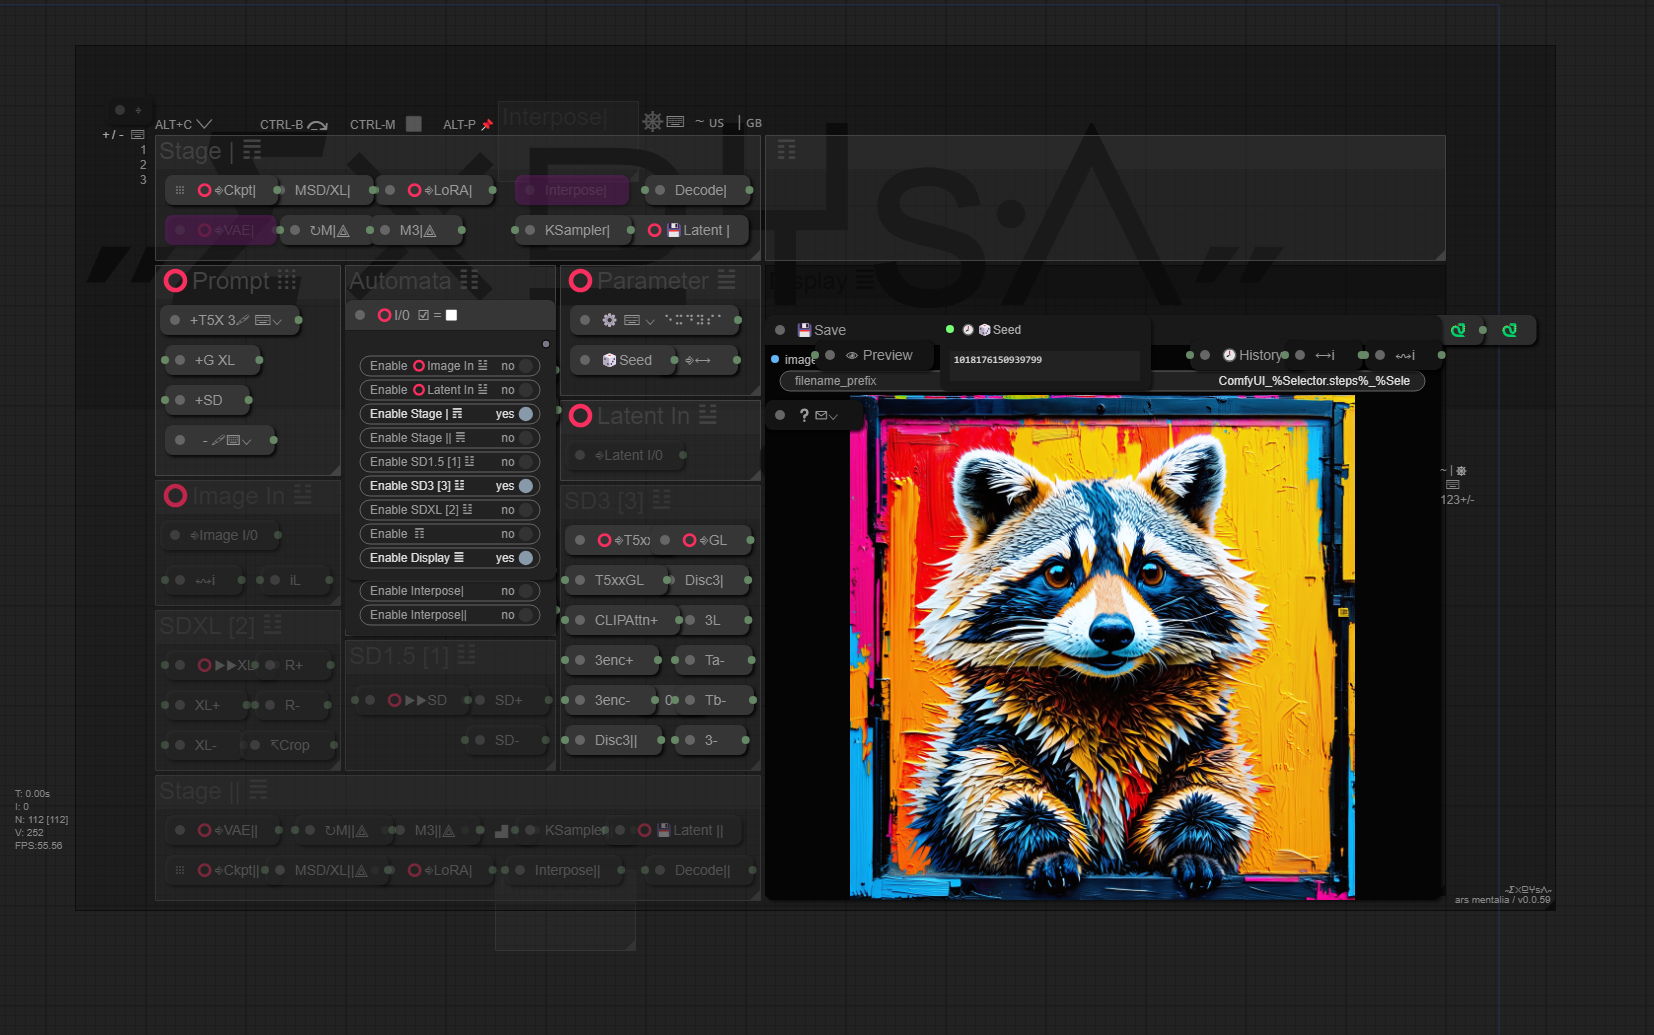 ALT+C CTRL-B CTRL-M ALT-P Interpose| ~ US | GB
+/-
1
2
3
Stage |
Ckpt| MSD/XL| LoRA| Interpose| Decode|
VAE| ↻M| M3| KSampler| Latent |
Prompt
+T5X 3
+G XL
+SD
-
Automata
I/0 ☑ =
Enable Image In no
Enable Latent In no
Enable Stage | yes
Enable Stage || no
Enable SD1.5 [1] no
Enable SD3 [3] yes
Enable SDXL [2] no
Enable no
Enable Display yes
Enable Interpose| no
Enable Interpose|| no
Parameter
Seed
Latent In
Latent I/0
Image In
Image I/0
i iL
SD3 [3]
T5xx GL
T5xxGL Disc3|
CLIPAttn+ 3L
3enc+ Ta-
3enc- 0 Tb-
Disc3|| 3-
SDXL [2]
▶▶XL R+
XL+ R-
XL- Crop
SD1.5 [1]
▶▶SD SD+
SD-
Stage ||
VAE|| ↻M|| M3|| KSampler Latent ||
Ckpt|| MSD/XL|| LoRA| Interpose|| Decode||
Display
Save Seed
image Preview 1018176150939799 History ↔i i
filename_prefix ComfyUI_%Selector.steps%_%Sele
?
~ |
123+/-
T: 0.00s
I: 0
N: 112 [112]
V: 252
FPS:55.56
ars mentalia / v0.0.59